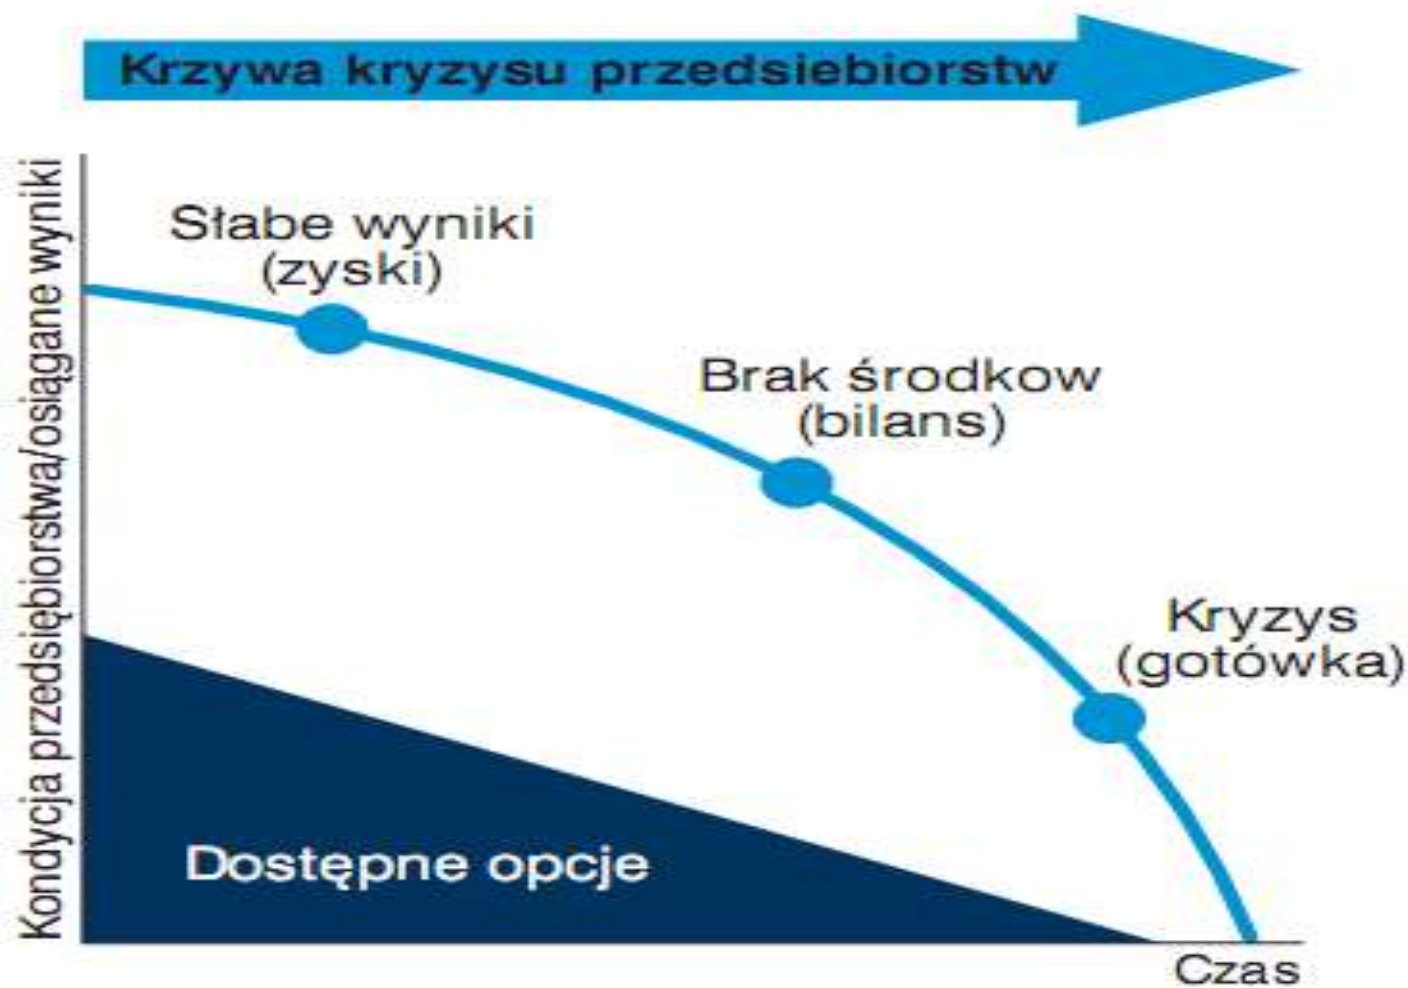 Krzywa kryzysu przedsiebiorstw
Kondycja przedsiębiorstwa/osiągane wyniki
Słabe wyniki
(zyski)
Brak środkow
(bilans)
Kryzys
(gotówka)
Dostępne opcje
Czas